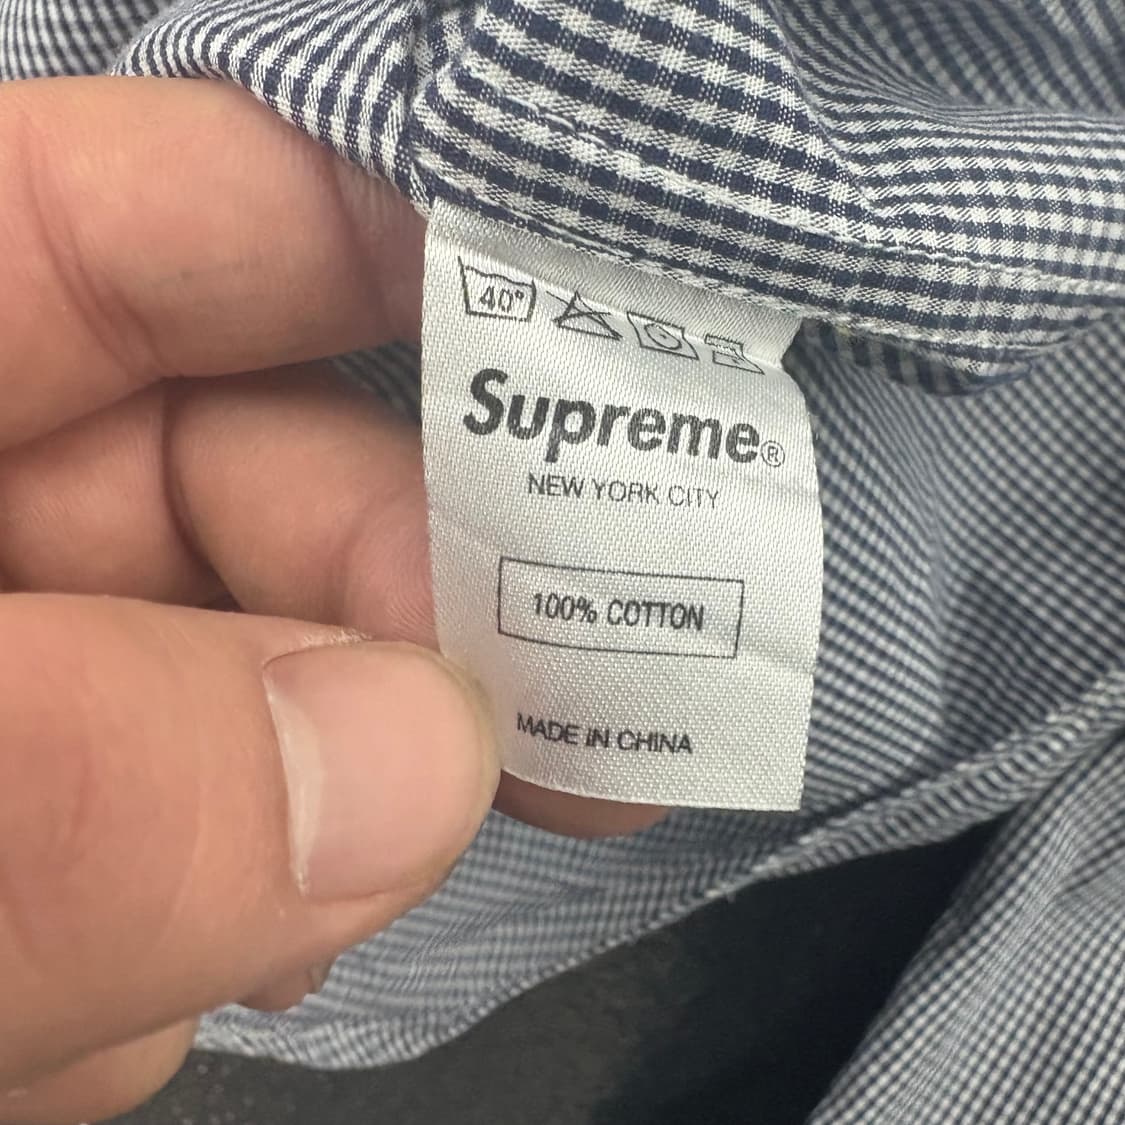 40°
Supreme®
NEW YORK CITY
100% COTTON
MADE IN CHINA